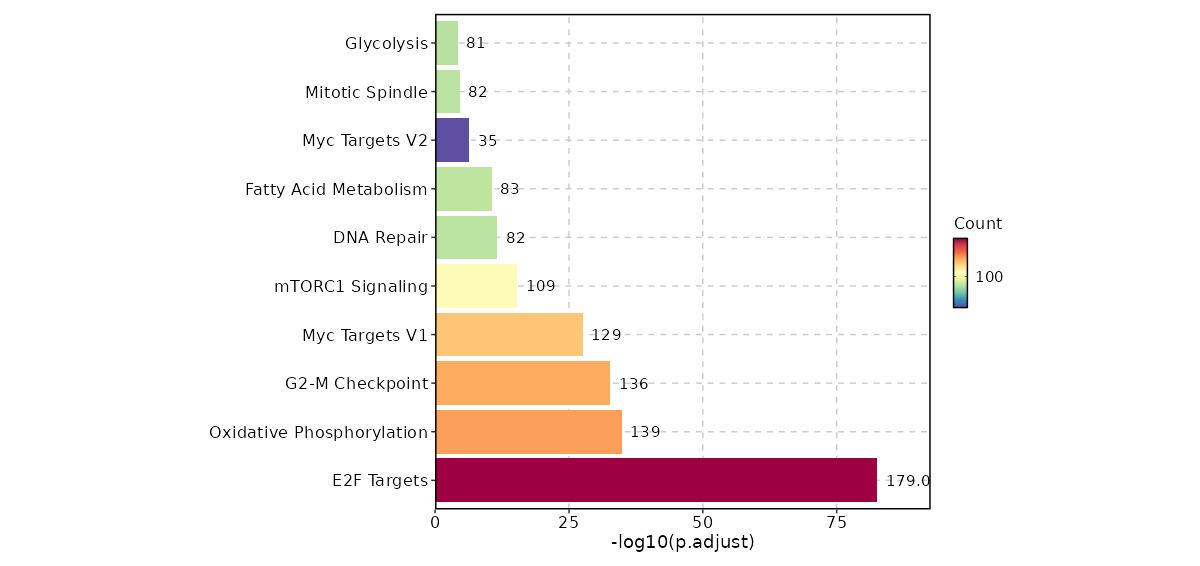 Glycolysis 81
Mitotic Spindle 82
Myc Targets V2 35
Fatty Acid Metabolism 83
DNA Repair 82
mTORC1 Signaling 109
Myc Targets V1 129
G2-M Checkpoint 136
Oxidative Phosphorylation 139
E2F Targets 179.0
0 25 50 75
-log10(p.adjust)
Count
100